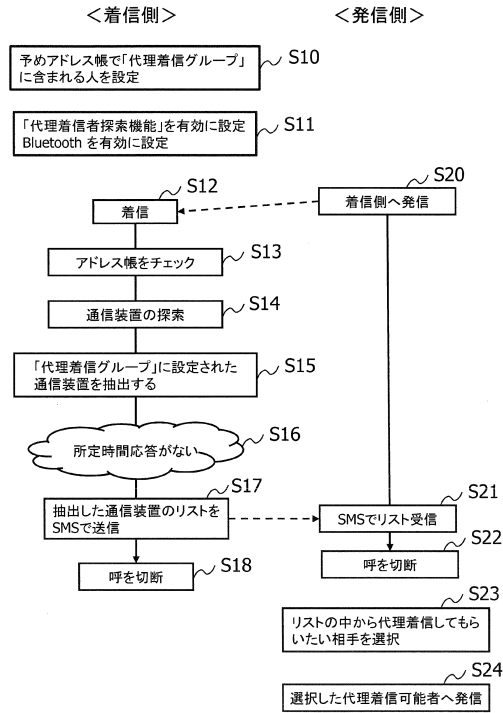 ＜着信側＞
＜発信側＞
予めアドレス帳で「代理着信グループ」
に含まれる人を設定
S10
「代理着信者探索機能」を有効に設定
Bluetooth を有効に設定
S11
着信
S12
着信側へ発信
S20
アドレス帳をチェック
S13
通信装置の探索
S14
「代理着信グループ」に設定された
通信装置を抽出する
S15
所定時間応答がない
S16
抽出した通信装置のリストを
SMSで送信
S17
SMSでリスト受信
S21
呼を切断
S18
呼を切断
S22
リストの中から代理着信してもら
いたい相手を選択
S23
選択した代理着信可能者へ発信
S24